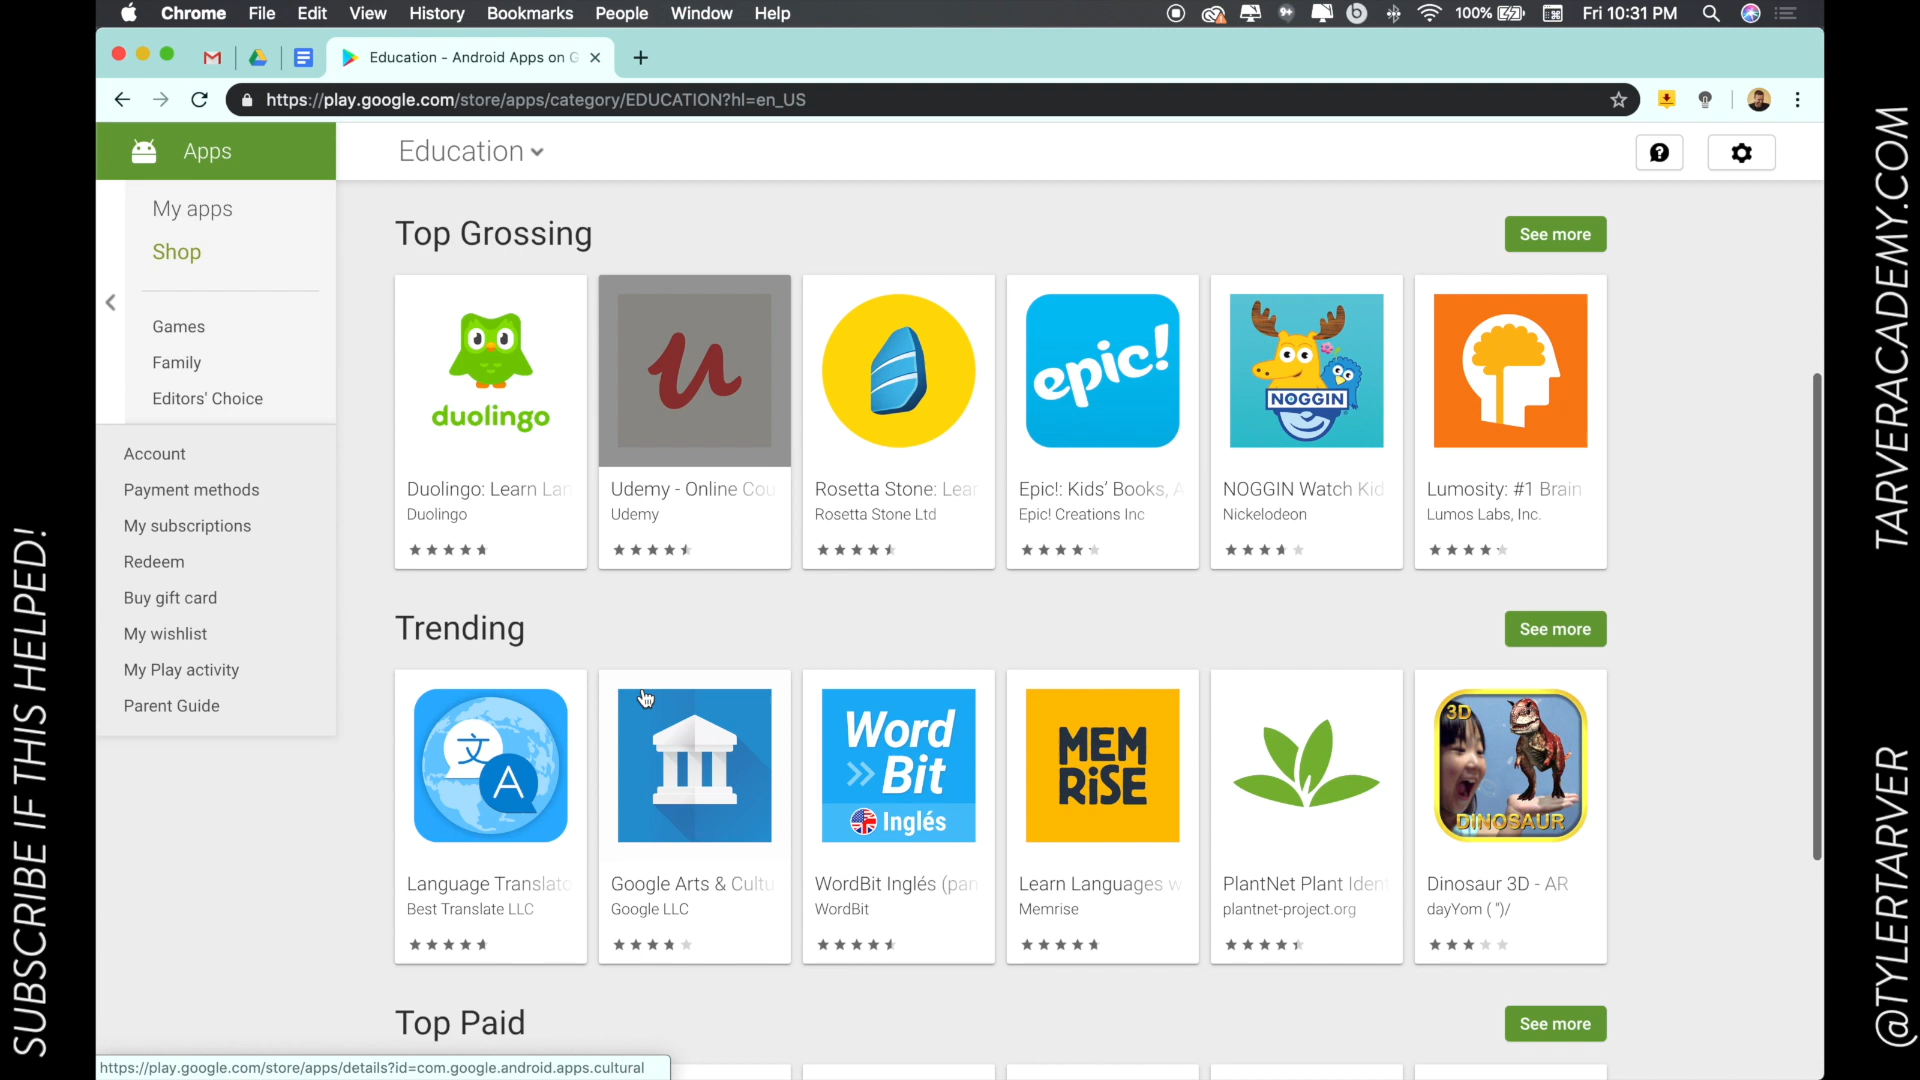 Chrome File Edit View History Bookmarks People Window Help
100% Fri 10:31 PM
Education - Android Apps on G
https://play.google.com/store/apps/category/EDUCATION?hl=en_US
Apps
Education
My apps
Shop
Games
Family
Editors' Choice
Account
Payment methods
My subscriptions
Redeem
Buy gift card
My wishlist
My Play activity
Parent Guide
Top Grossing
See more
duolingo
Duolingo: Learn Lan
Duolingo
u
Udemy - Online Cou
Udemy
Rosetta Stone: Lear
Rosetta Stone Ltd
epic!
Epic!: Kids’ Books, A
Epic! Creations Inc
NOGGIN
NOGGIN Watch Kid
Nickelodeon
Lumosity: #1 Brain
Lumos Labs, Inc.
Trending
See more
文
A
Language Translato
Best Translate LLC
Google Arts & Cultu
Google LLC
Word
Bit
Inglés
WordBit Inglés (pan
WordBit
MEM
RiSE
Learn Languages w
Memrise
PlantNet Plant Iden
plantnet-project.org
3D
DINOSAUR
Dinosaur 3D - AR
dayYom ( ")/
Top Paid
See more
https://play.google.com/store/apps/details?id=com.google.android.apps.cultural
SUBSCRIBE IF THIS HELPED!
TARVERACADEMY.COM
@TYLERTARVER